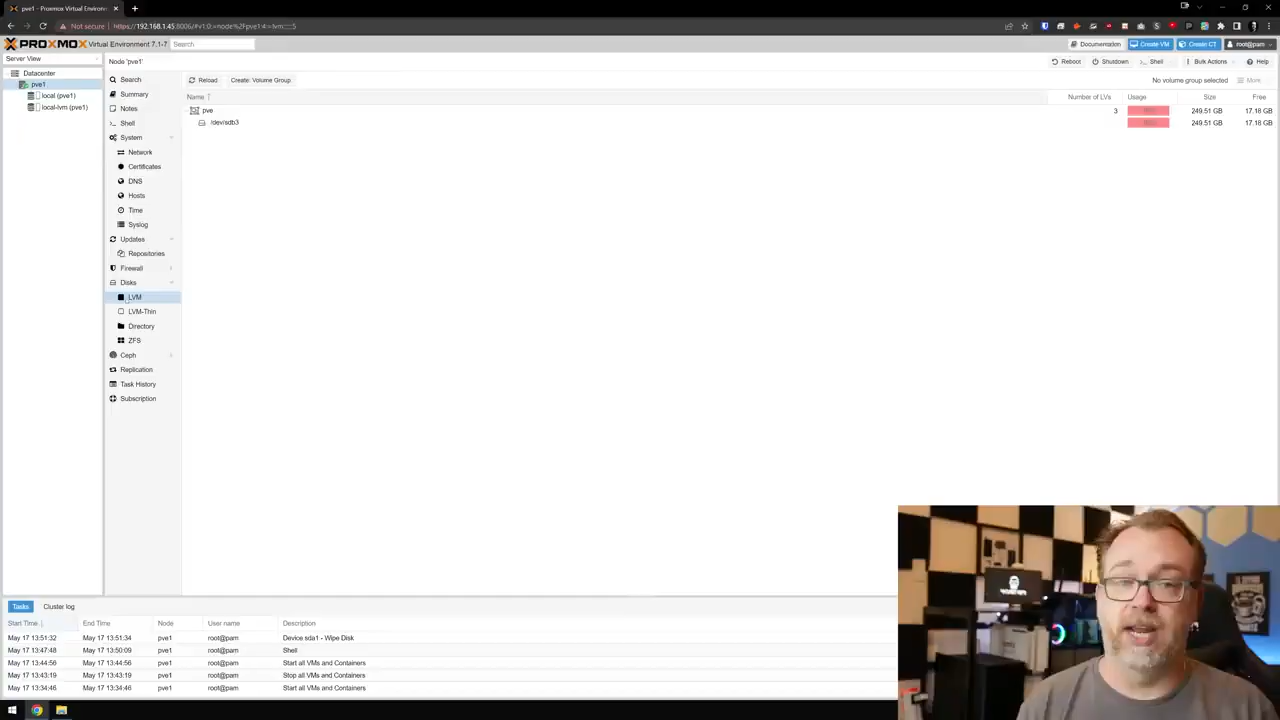 pve1 - Proxmox Virtual Environment
Not secure https://192.168.1.45:8006/#v1:0:=node%2Fpve1:4:=lvm:::::5
PROXMOX Virtual Environment 7.1-7 Search Documentation Create VM Create CT root@pam
Server View Node 'pve1' Reboot Shutdown Shell Bulk Actions Help
Datacenter
pve1
local (pve1)
local-lvm (pve1)
Search
Summary
Notes
Shell
System
Network
Certificates
DNS
Hosts
Time
Syslog
Updates
Repositories
Firewall
Disks
LVM
LVM-Thin
Directory
ZFS
Ceph
Replication
Task History
Subscription
Reload Create: Volume Group No volume group selected More
Name Number of LVs Usage Size Free
pve 3 249.51 GB 17.18 GB
/dev/sdb3 249.51 GB 17.18 GB
Tasks Cluster log
Start Time End Time Node User name Description
May 17 13:51:32 May 17 13:51:34 pve1 root@pam Device sda1 - Wipe Disk
May 17 13:47:48 May 17 13:50:09 pve1 root@pam Shell
May 17 13:44:56 May 17 13:44:56 pve1 root@pam Start all VMs and Containers
May 17 13:43:19 May 17 13:43:19 pve1 root@pam Stop all VMs and Containers
May 17 13:34:46 May 17 13:34:46 pve1 root@pam Start all VMs and Containers